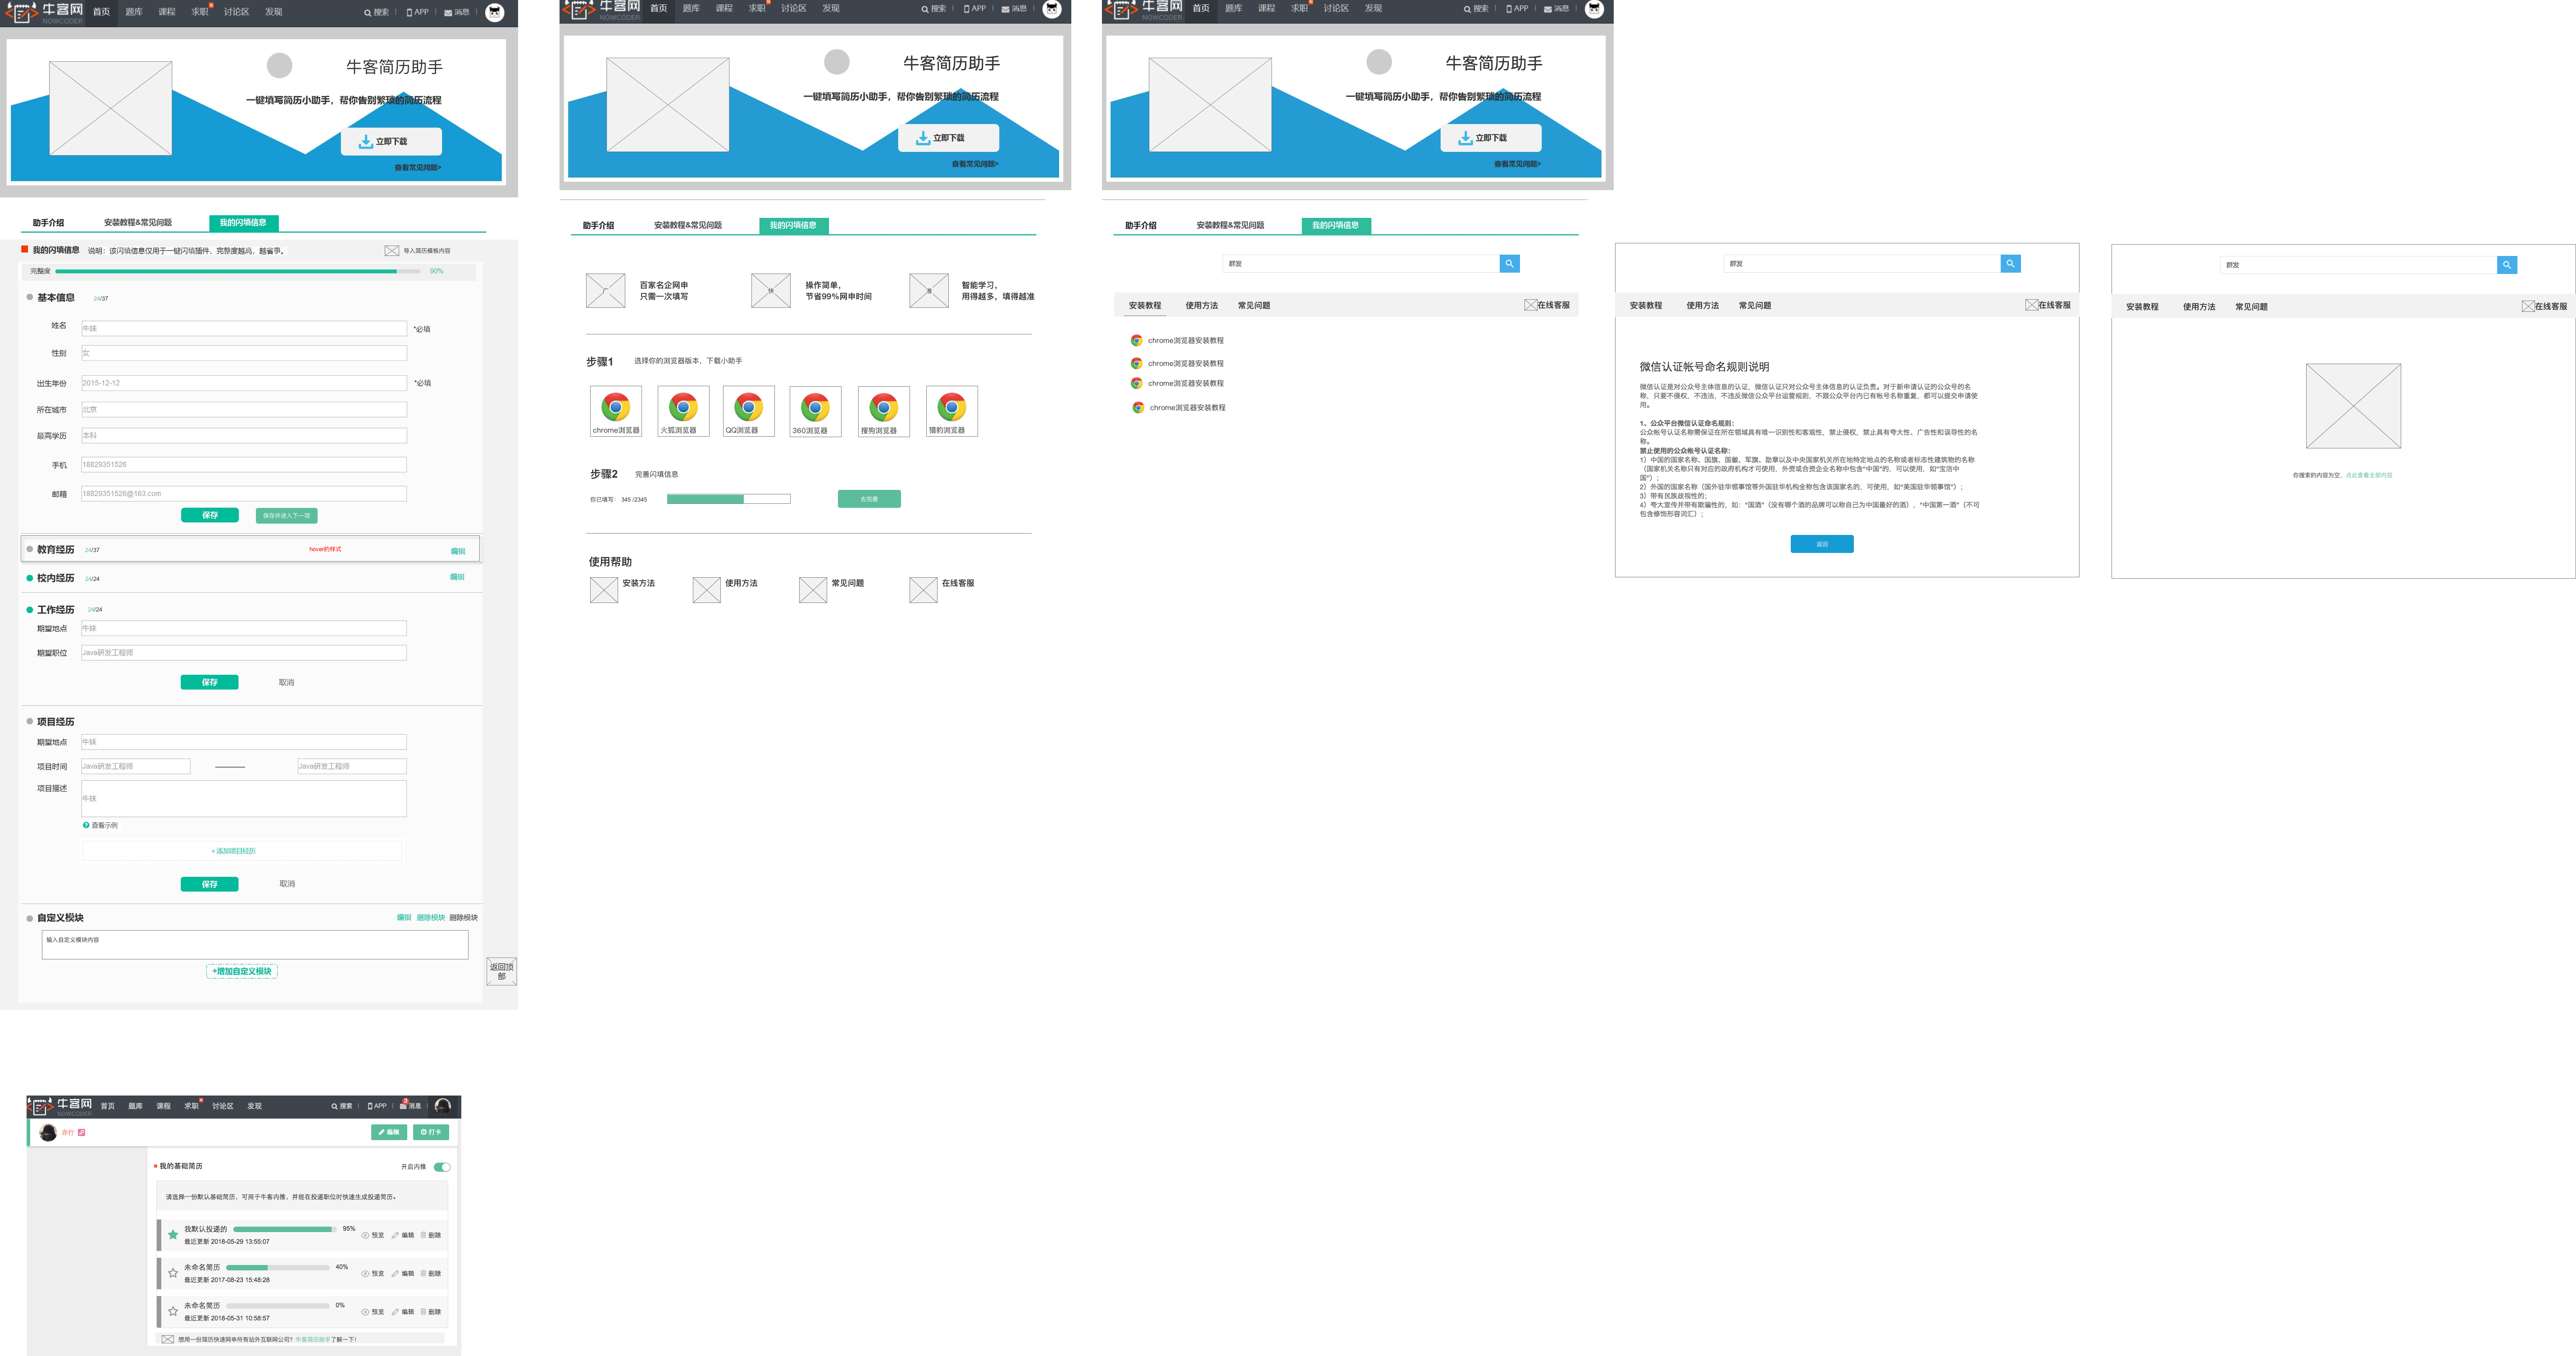 牛客网
NOWCODER
首页 题库 课程 求职 讨论区 发现 搜索 APP 消息
牛客简历助手
一键填写简历小助手，帮你告别繁琐的简历流程
立即下载
查看常见问题>
助手介绍 安装教程&常见问题 我的闪填信息
我的闪填信息 说明：该闪填信息仅用于一键闪填插件，完整度越高，越省事。 导入简历模板内容
完整度 90%
基本信息 24/37
姓名 牛妹 *必填
性别 女
出生年份 2015-12-12 *必填
所在城市 北京
最高学历 本科
手机 18829351526
邮箱 18829351526@163.com
保存 保存并进入下一项
教育经历 24/37 hover的样式 编辑
校内经历 24/24 编辑
工作经历 24/24
期望地点 牛妹
期望职位 Java研发工程师
保存 取消
项目经历
期望地点 牛妹
项目时间 Java研发工程师 Java研发工程师
项目描述 牛妹
查看示例
+添加项目经历
保存 取消
自定义模块 编辑 删除模块 删除模块
输入自定义模块内容
+增加自定义模块
返回顶
部
牛客网
NOWCODER
首页 题库 课程 求职 讨论区 发现 搜索 APP 消息
牛客简历助手
一键填写简历小助手，帮你告别繁琐的简历流程
立即下载
查看常见问题>
助手介绍 安装教程&常见问题 我的闪填信息
广 百家名企网申
只需一次填写
快 操作简单，
节省99%网申时间
准 智能学习，
用得越多，填得越准
步骤1 选择你的浏览器版本，下载小助手
chrome浏览器 火狐浏览器 QQ浏览器 360浏览器 搜狗浏览器 猎豹浏览器
步骤2 完善闪填信息
你已填写： 345 /2345 去完善
使用帮助
安装方法 使用方法 常见问题 在线客服
牛客网
NOWCODER
首页 题库 课程 求职 讨论区 发现 搜索 APP 消息
牛客简历助手
一键填写简历小助手，帮你告别繁琐的简历流程
立即下载
查看常见问题>
助手介绍 安装教程&常见问题 我的闪填信息
群发
安装教程 使用方法 常见问题 在线客服
chrome浏览器安装教程
chrome浏览器安装教程
chrome浏览器安装教程
chrome浏览器安装教程
群发
安装教程 使用方法 常见问题 在线客服
微信认证帐号命名规则说明
微信认证是对公众号主体信息的认证，微信认证只对公众号主体信息的认证负责。对于新申请认证的公众号的名
称，只要不侵权，不违法，不违反微信公众平台运营规则，不跟公众平台内已有帐号名称重复，都可以提交申请使
用。
1、公众平台微信认证命名规则：
公众帐号认证名称需保证在所在领域具有唯一识别性和客观性，禁止侵权，禁止具有夸大性。广告性和误导性的名
称。
禁止使用的公众帐号认证名称：
1）中国的国家名称、国旗、国徽、军旗、勋章以及中央国家机关所在地特定地点的名称或者标志性建筑物的名称
（国家机关名称只有对应的政府机构才可使用，外资或合资企业名称中包含“中国”的，可以使用，如“宝洁中
国”）；
2）外国的国家名称（国外驻华领事馆等外国驻华机构全称包含该国家名的，可使用，如“美国驻华领事馆”）；
3）带有民族歧视性的；
4）夸大宣传并带有欺骗性的，如：“国酒”（没有哪个酒的品牌可以称自己为中国最好的酒），“中国第一酒”（不可
包含修饰形容词汇）；
返回
群发
安装教程 使用方法 常见问题 在线客服
你搜索的内容为空，点此查看全部内容
牛客网
NOWCODER
首页 题库 课程 求职 讨论区 发现 搜索 APP 3 消息
亦行 编辑 打卡
我的基础简历 开启内推
请选择一份默认基础简历，可用于牛客内推，并能在投递职位时快速生成投递简历。
我默认投递的 95%
最近更新 2018-05-29 13:55:07 预览 编辑 删除
未命名简历 40%
最近更新 2017-08-23 15:48:28 预览 编辑 删除
未命名简历 0%
最近更新 2018-05-31 10:58:57 预览 编辑 删除
想用一份简历快速网申所有站外互联网公司？牛客简历助手了解一下！